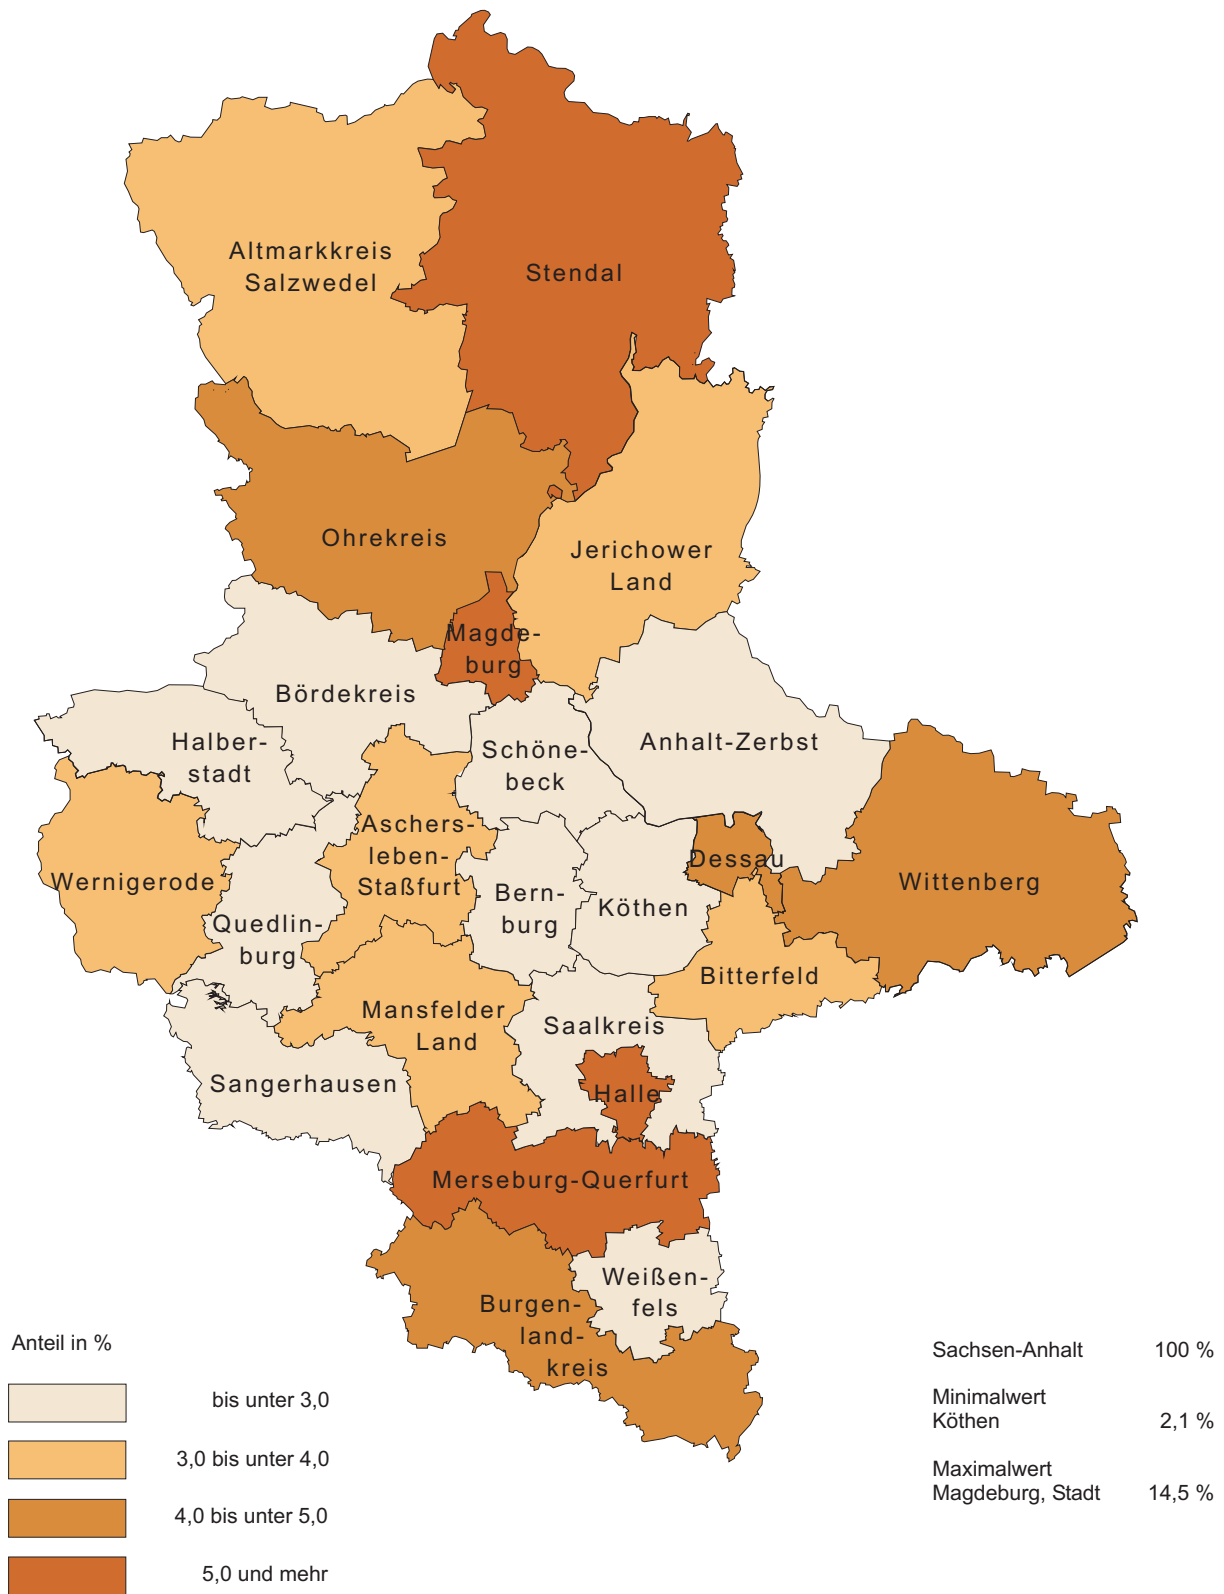 Altmarkkreis
Salzwedel
Stendal
Ohrekreis
Jerichower
Land
Magde-
burg
Bördekreis
Halber-
stadt
Schöne-
beck
Anhalt-Zerbst
Aschers-
leben-
Staßfurt
Wernigerode
Dessau
Wittenberg
Bern-
burg
Köthen
Quedlin-
burg
Bitterfeld
Mansfelder
Land
Saalkreis
Sangerhausen
Halle
Merseburg-Querfurt
Weißen-
fels
Burgen-
land-
kreis
Anteil in %
bis unter 3,0
3,0 bis unter 4,0
4,0 bis unter 5,0
5,0 und mehr
Sachsen-Anhalt 100 %
Minimalwert
Köthen 2,1 %
Maximalwert
Magdeburg, Stadt 14,5 %